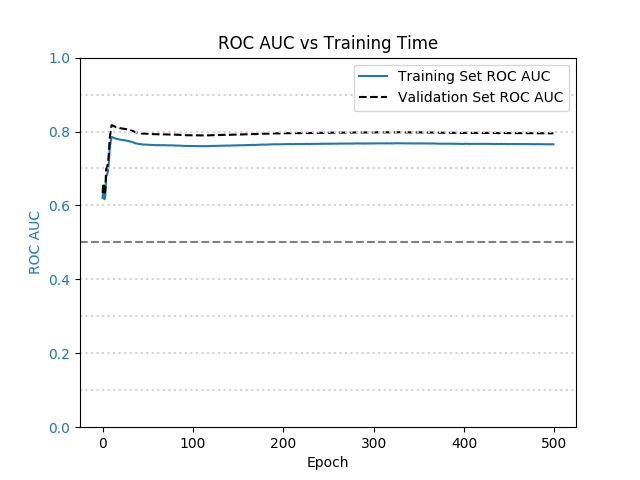 ROC AUC vs Training Time
Training Set ROC AUC
Validation Set ROC AUC
ROC AUC
1.0
0.8
0.6
0.4
0.2
0.0
0 100 200 300 400 500
Epoch